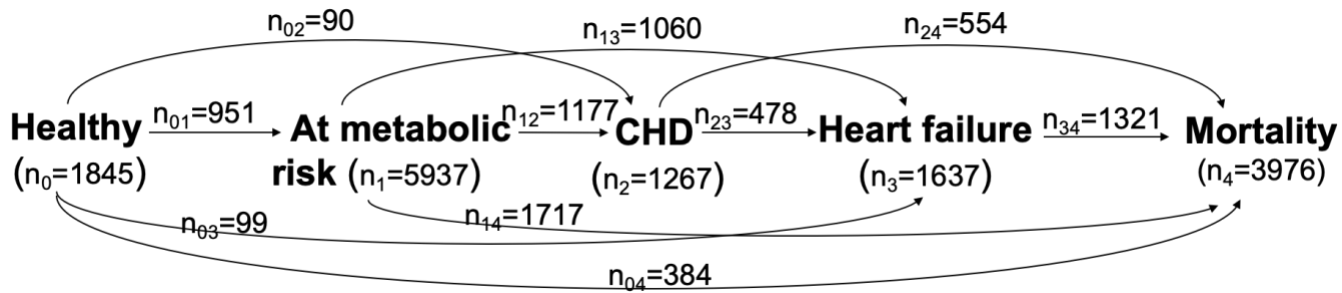 n₀₂=90
n₁₃=1060
n₂₄=554
Healthy
n₀₁=951
At metabolic risk
n₁₂=1177
CHD
n₂₃=478
Heart failure
n₃₄=1321
Mortality
(n₀=1845)
(n₁=5937)
(n₂=1267)
(n₃=1637)
(n₄=3976)
n₀₃=99
n₁₄=1717
n₀₄=384